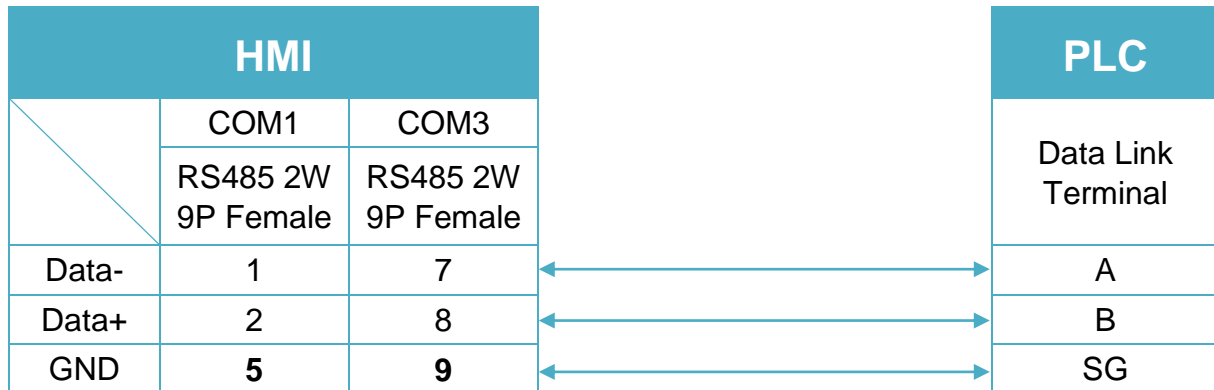 HMI PLC
COM1 COM3
RS485 2W RS485 2W
9P Female 9P Female
Data Link
Terminal
Data- 1 7 A
Data+ 2 8 B
GND 5 9 SG